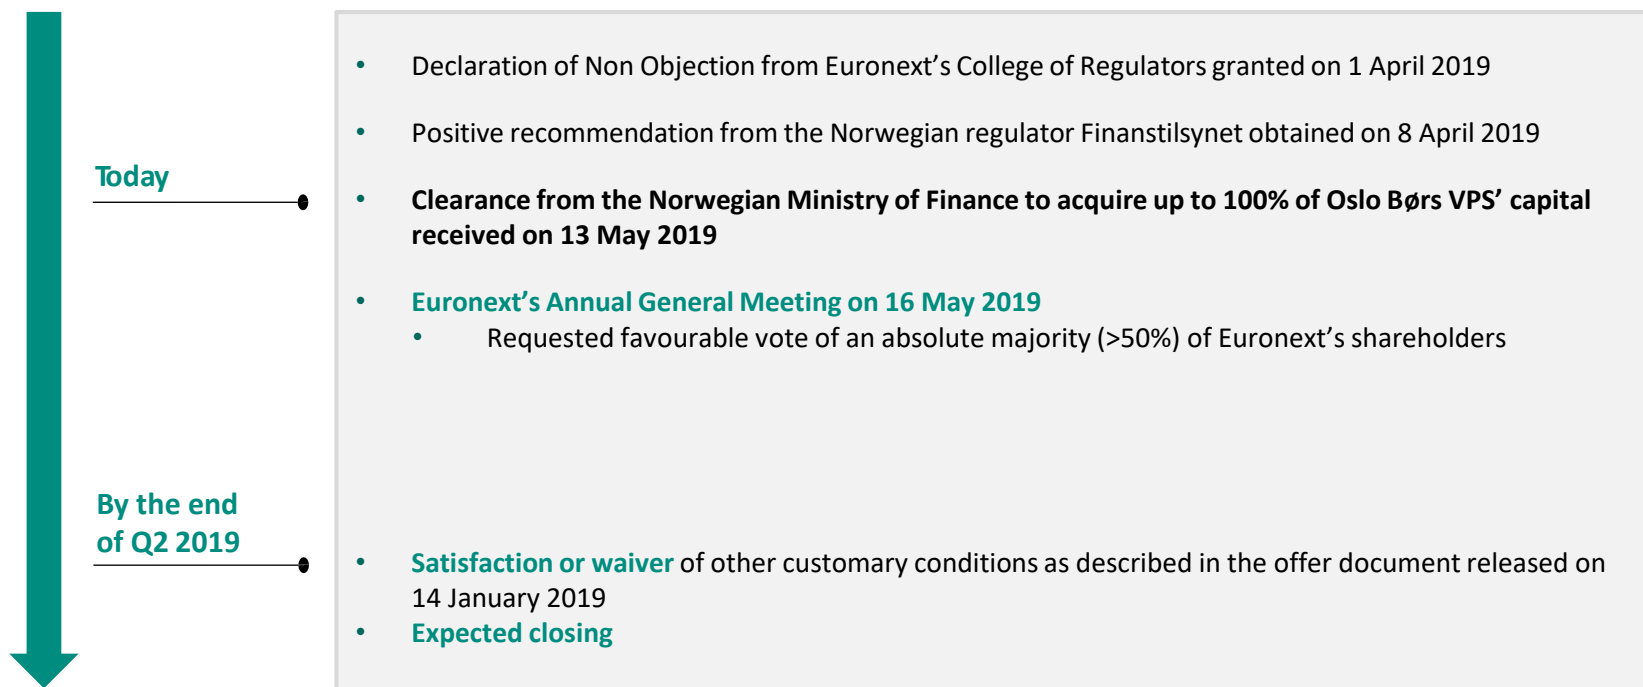 • Declaration of Non Objection from Euronext's College of Regulators granted on 1 April 2019
• Positive recommendation from the Norwegian regulator Finanstilsynet obtained on 8 April 2019
Today
• Clearance from the Norwegian Ministry of Finance to acquire up to 100% of Oslo Børs VPS’ capital
received on 13 May 2019
• Euronext’s Annual General Meeting on 16 May 2019
• Requested favourable vote of an absolute majority (>50%) of Euronext’s shareholders
By the end
of Q2 2019
• Satisfaction or waiver of other customary conditions as described in the offer document released on
14 January 2019
• Expected closing